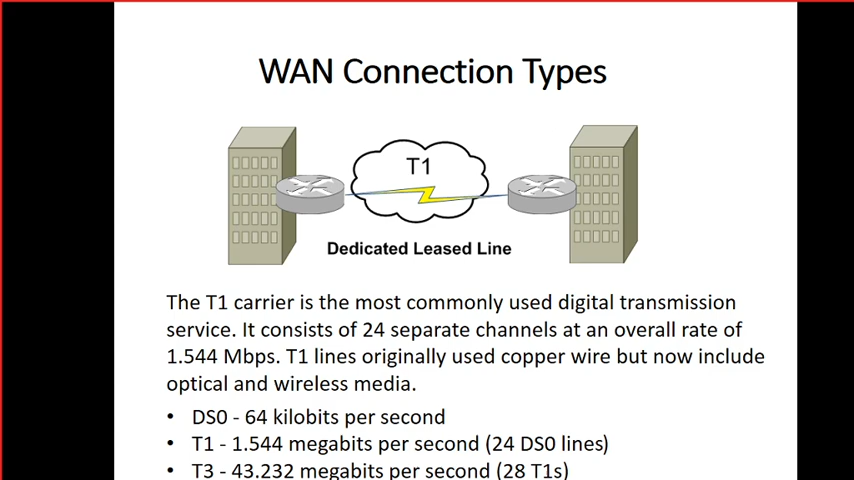 WAN Connection Types
T1
Dedicated Leased Line
The T1 carrier is the most commonly used digital transmission
service. It consists of 24 separate channels at an overall rate of
1.544 Mbps. T1 lines originally used copper wire but now include
optical and wireless media.
• DS0 - 64 kilobits per second
• T1 - 1.544 megabits per second (24 DS0 lines)
• T3 - 43.232 megabits per second (28 T1s)